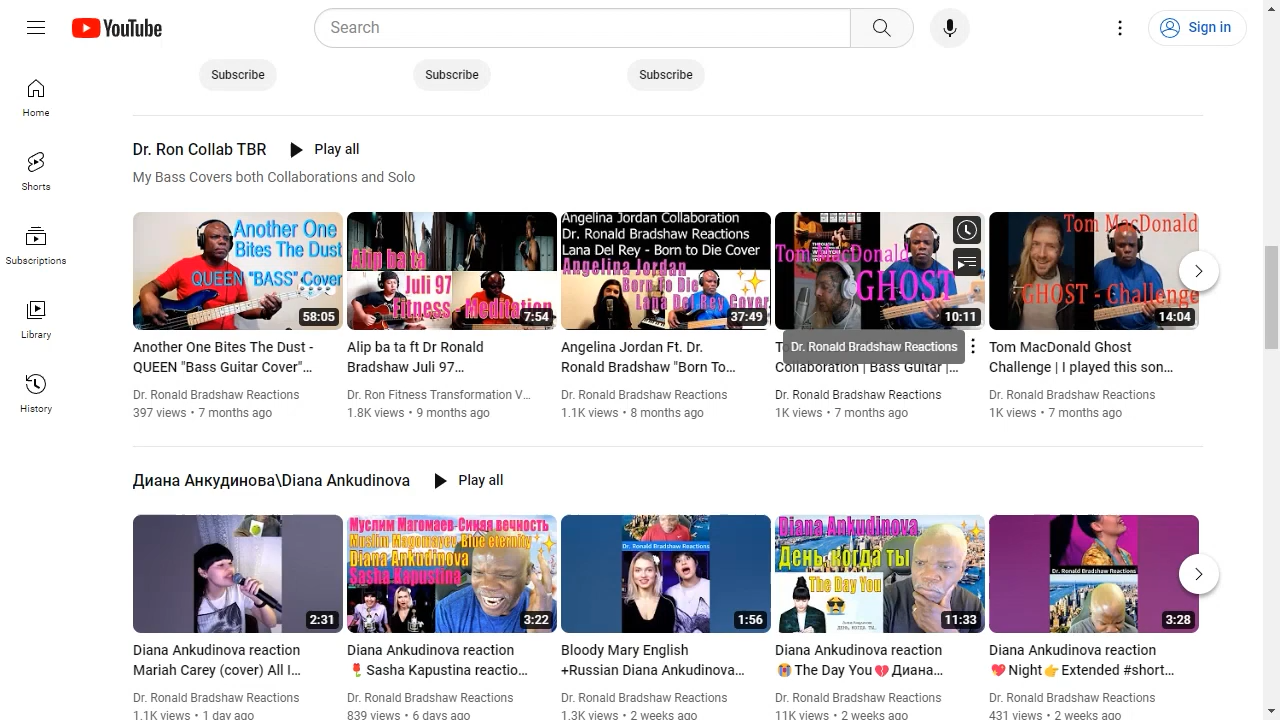 YouTube
Search
Sign in
Subscribe
Subscribe
Subscribe
Home
Shorts
Subscriptions
Library
History
Dr. Ron Collab TBR
Play all
My Bass Covers both Collaborations and Solo
Another One
Bites The Dust
QUEEN "BASS" Cover
58:05
Another One Bites The Dust -
QUEEN "Bass Guitar Cover"...
Dr. Ronald Bradshaw Reactions
397 views • 7 months ago
Alip ba ta
Juli 97
Fitness - Meditation
7:54
Alip ba ta ft Dr Ronald
Bradshaw Juli 97...
Dr. Ron Fitness Transformation V...
1.8K views • 9 months ago
Angelina Jordan Collaboration
Dr. Ronald Bradshaw Reactions
Lana Del Rey - Born to Die Cover
Angelina Jordan
Born To Die
Lana Del Rey Cover
37:49
Angelina Jordan Ft. Dr.
Ronald Bradshaw "Born To...
Dr. Ronald Bradshaw Reactions
1.1K views • 8 months ago
Tom MacDonald
GHOST
10:11
Dr. Ronald Bradshaw Reactions
Collaboration | Bass Guitar |...
Dr. Ronald Bradshaw Reactions
1K views • 7 months ago
Tom MacDonald
GHOST - Challenge
14:04
Tom MacDonald Ghost
Challenge | I played this son...
Dr. Ronald Bradshaw Reactions
1K views • 7 months ago
Диана Анкудинова\Diana Ankudinova
Play all
2:31
Diana Ankudinova reaction
Mariah Carey (cover) All I...
Dr. Ronald Bradshaw Reactions
1.1K views • 1 day ago
Муслим Магомаев-Синяя вечность
Muslim Magomayev Blue eternity
Diana Ankudinova
Sasha Kapustina
3:22
Diana Ankudinova reaction
🌷Sasha Kapustina reactio...
Dr. Ronald Bradshaw Reactions
839 views • 6 days ago
Dr. Ronald Bradshaw Reactions
1:56
Bloody Mary English
+Russian Diana Ankudinova...
Dr. Ronald Bradshaw Reactions
1.3K views • 2 weeks ago
Diana Ankudinova
День, когда ты
The Day You
11:33
Diana Ankudinova reaction
😭The Day You💔Диана...
Dr. Ronald Bradshaw Reactions
11K views • 2 weeks ago
Dr. Ronald Bradshaw Reactions
3:28
Diana Ankudinova reaction
💖Night👉Extended #short...
Dr. Ronald Bradshaw Reactions
431 views • 2 weeks ago